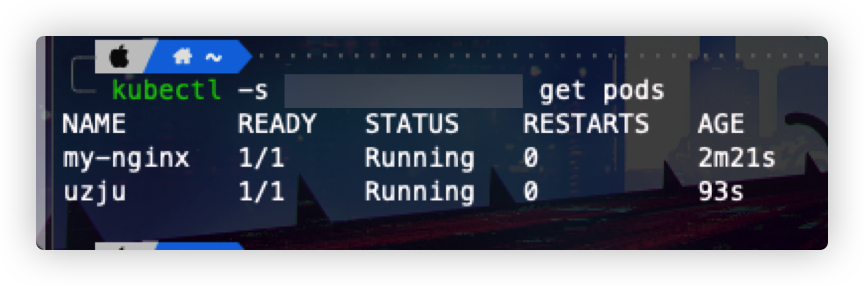 ~
kubectl -s get pods
NAME READY STATUS RESTARTS AGE
my-nginx 1/1 Running 0 2m21s
uzju 1/1 Running 0 93s